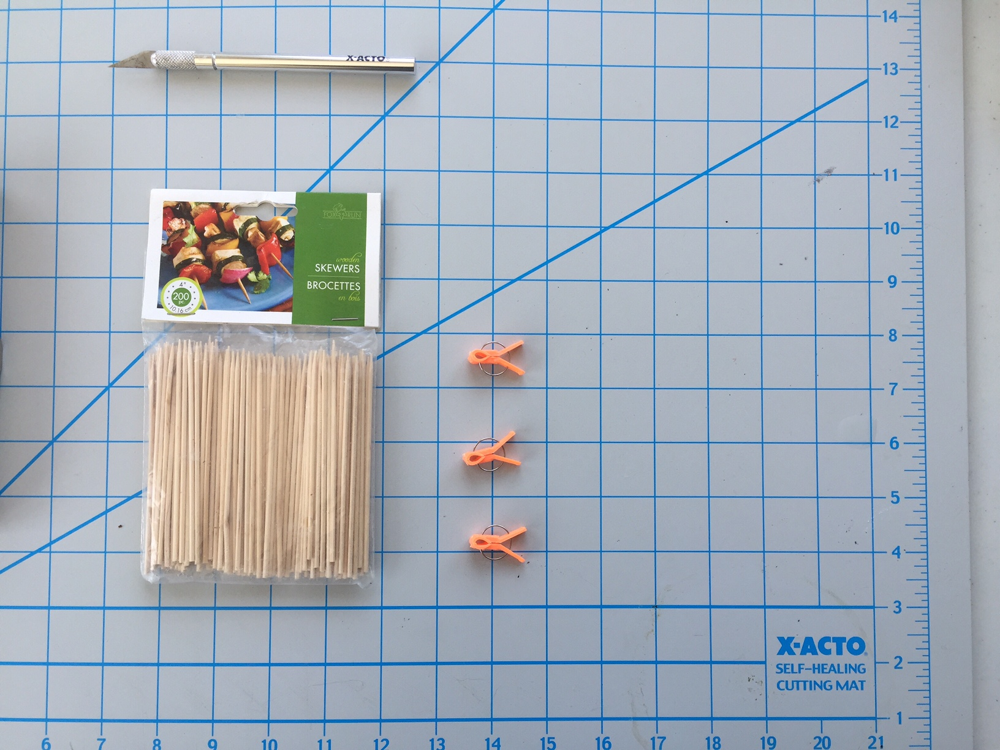 X-ACTO
FOX RUN
wooden
SKEWERS
BROCETTES
en bois
4"
200
pc.
10.16 cm
14
13
12
11
10
9
8
7
6
5
4
3
2
1
X-ACTO
SELF-HEALING
CUTTING MAT
6 7 8 9 10 11 12 13 14 15 16 17 18 19 20 21